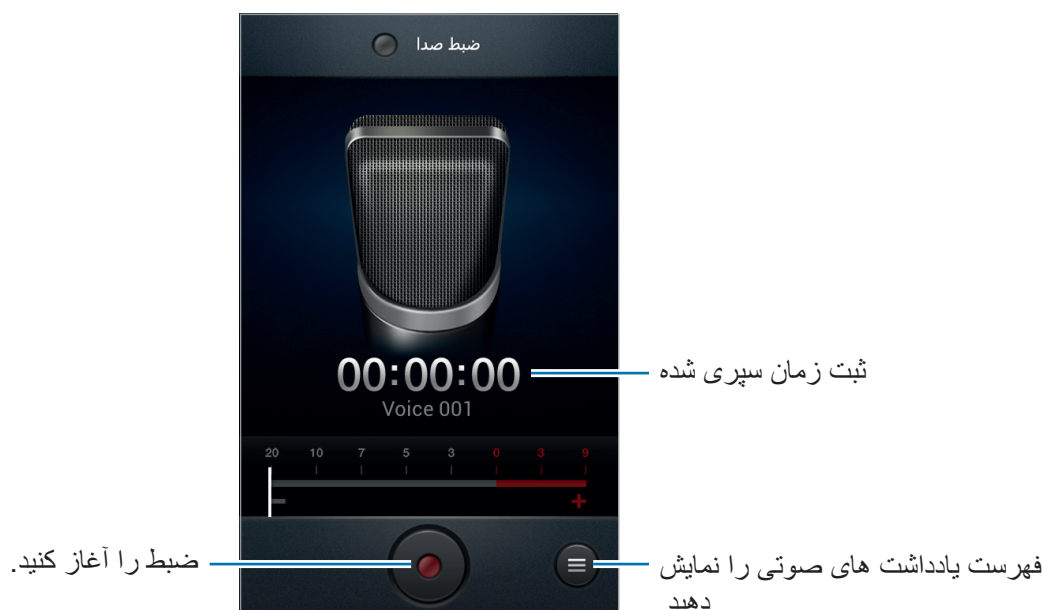 ضبط صدا
00:00:00
ثبت زمان سپری شده
Voice 001
20 10 7 5 3 0 3 9
− +
ضبط را آغاز کنید.
فهرست یادداشت های صوتی را نمایش
دهید